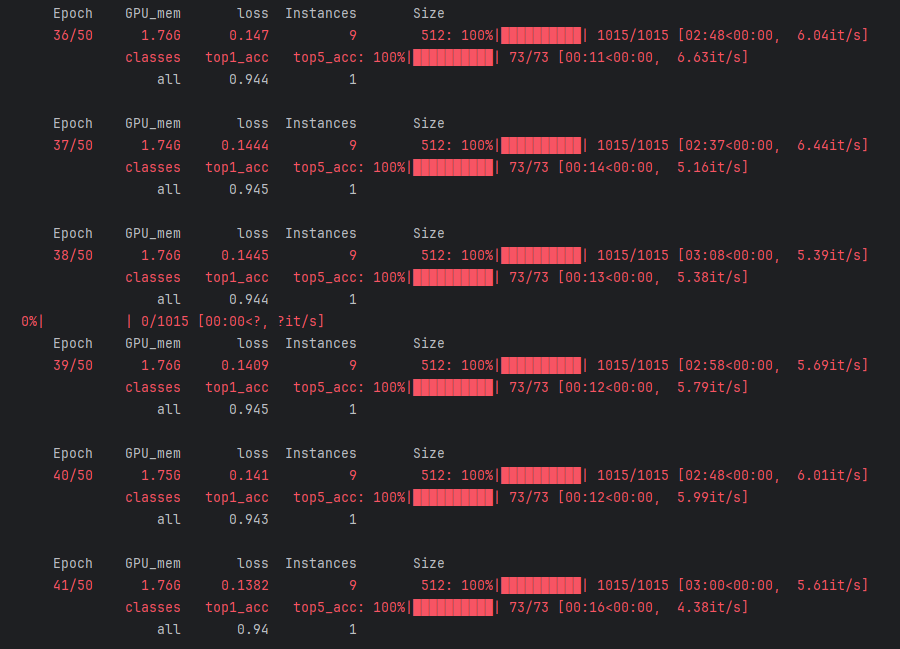 Epoch GPU_mem loss Instances Size
36/50 1.76G 0.147 9 512: 100%|██████████| 1015/1015 [02:48<00:00, 6.04it/s]
classes top1_acc top5_acc: 100%|██████████| 73/73 [00:11<00:00, 6.63it/s]
all 0.944 1
Epoch GPU_mem loss Instances Size
37/50 1.74G 0.1444 9 512: 100%|██████████| 1015/1015 [02:37<00:00, 6.44it/s]
classes top1_acc top5_acc: 100%|██████████| 73/73 [00:14<00:00, 5.16it/s]
all 0.945 1
Epoch GPU_mem loss Instances Size
38/50 1.76G 0.1445 9 512: 100%|██████████| 1015/1015 [03:08<00:00, 5.39it/s]
classes top1_acc top5_acc: 100%|██████████| 73/73 [00:13<00:00, 5.38it/s]
all 0.944 1
0%| | 0/1015 [00:00<?, ?it/s]
Epoch GPU_mem loss Instances Size
39/50 1.76G 0.1409 9 512: 100%|██████████| 1015/1015 [02:58<00:00, 5.69it/s]
classes top1_acc top5_acc: 100%|██████████| 73/73 [00:12<00:00, 5.79it/s]
all 0.945 1
Epoch GPU_mem loss Instances Size
40/50 1.75G 0.141 9 512: 100%|██████████| 1015/1015 [02:48<00:00, 6.01it/s]
classes top1_acc top5_acc: 100%|██████████| 73/73 [00:12<00:00, 5.99it/s]
all 0.943 1
Epoch GPU_mem loss Instances Size
41/50 1.76G 0.1382 9 512: 100%|██████████| 1015/1015 [03:00<00:00, 5.61it/s]
classes top1_acc top5_acc: 100%|██████████| 73/73 [00:16<00:00, 4.38it/s]
all 0.94 1